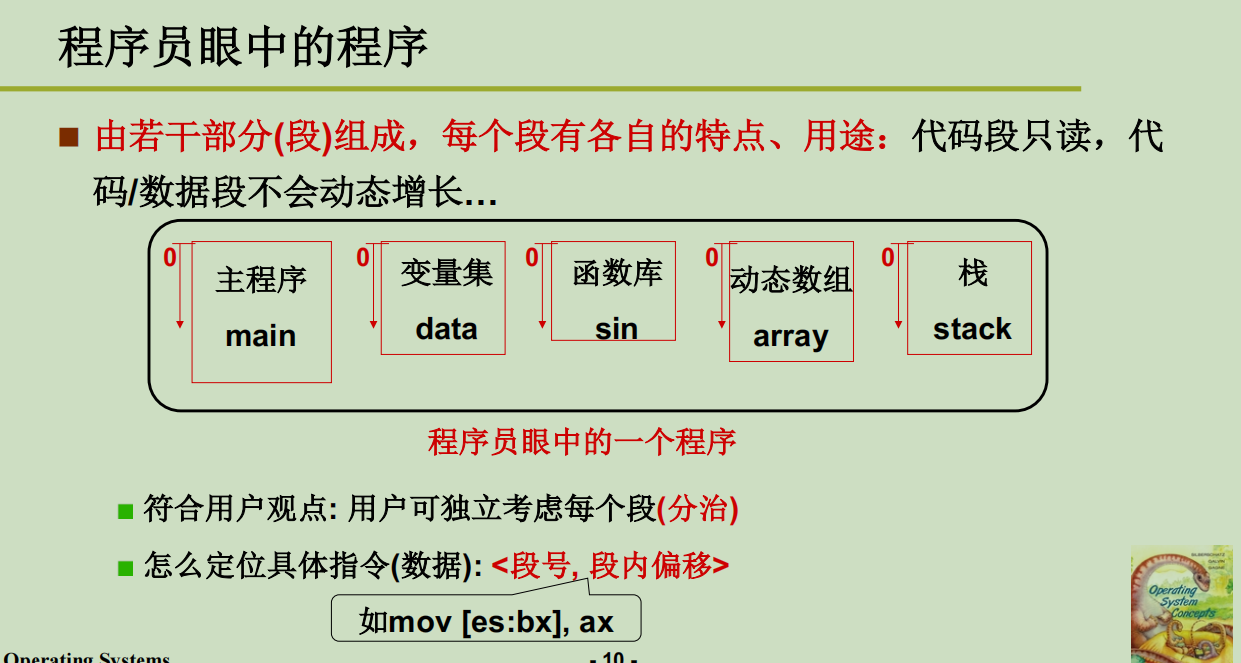 程序员眼中的程序
由若干部分(段)组成，每个段有各自的特点、用途：代码段只读，代
码/数据段不会动态增长…
0 主程序 0 变量集 0 函数库 0 动态数组 0 栈
main data sin array stack
程序员眼中的一个程序
符合用户观点: 用户可独立考虑每个段(分治)
怎么定位具体指令(数据): <段号, 段内偏移>
如mov [es:bx], ax
Operating
System
Concepts
Operating Systems
- 10 -